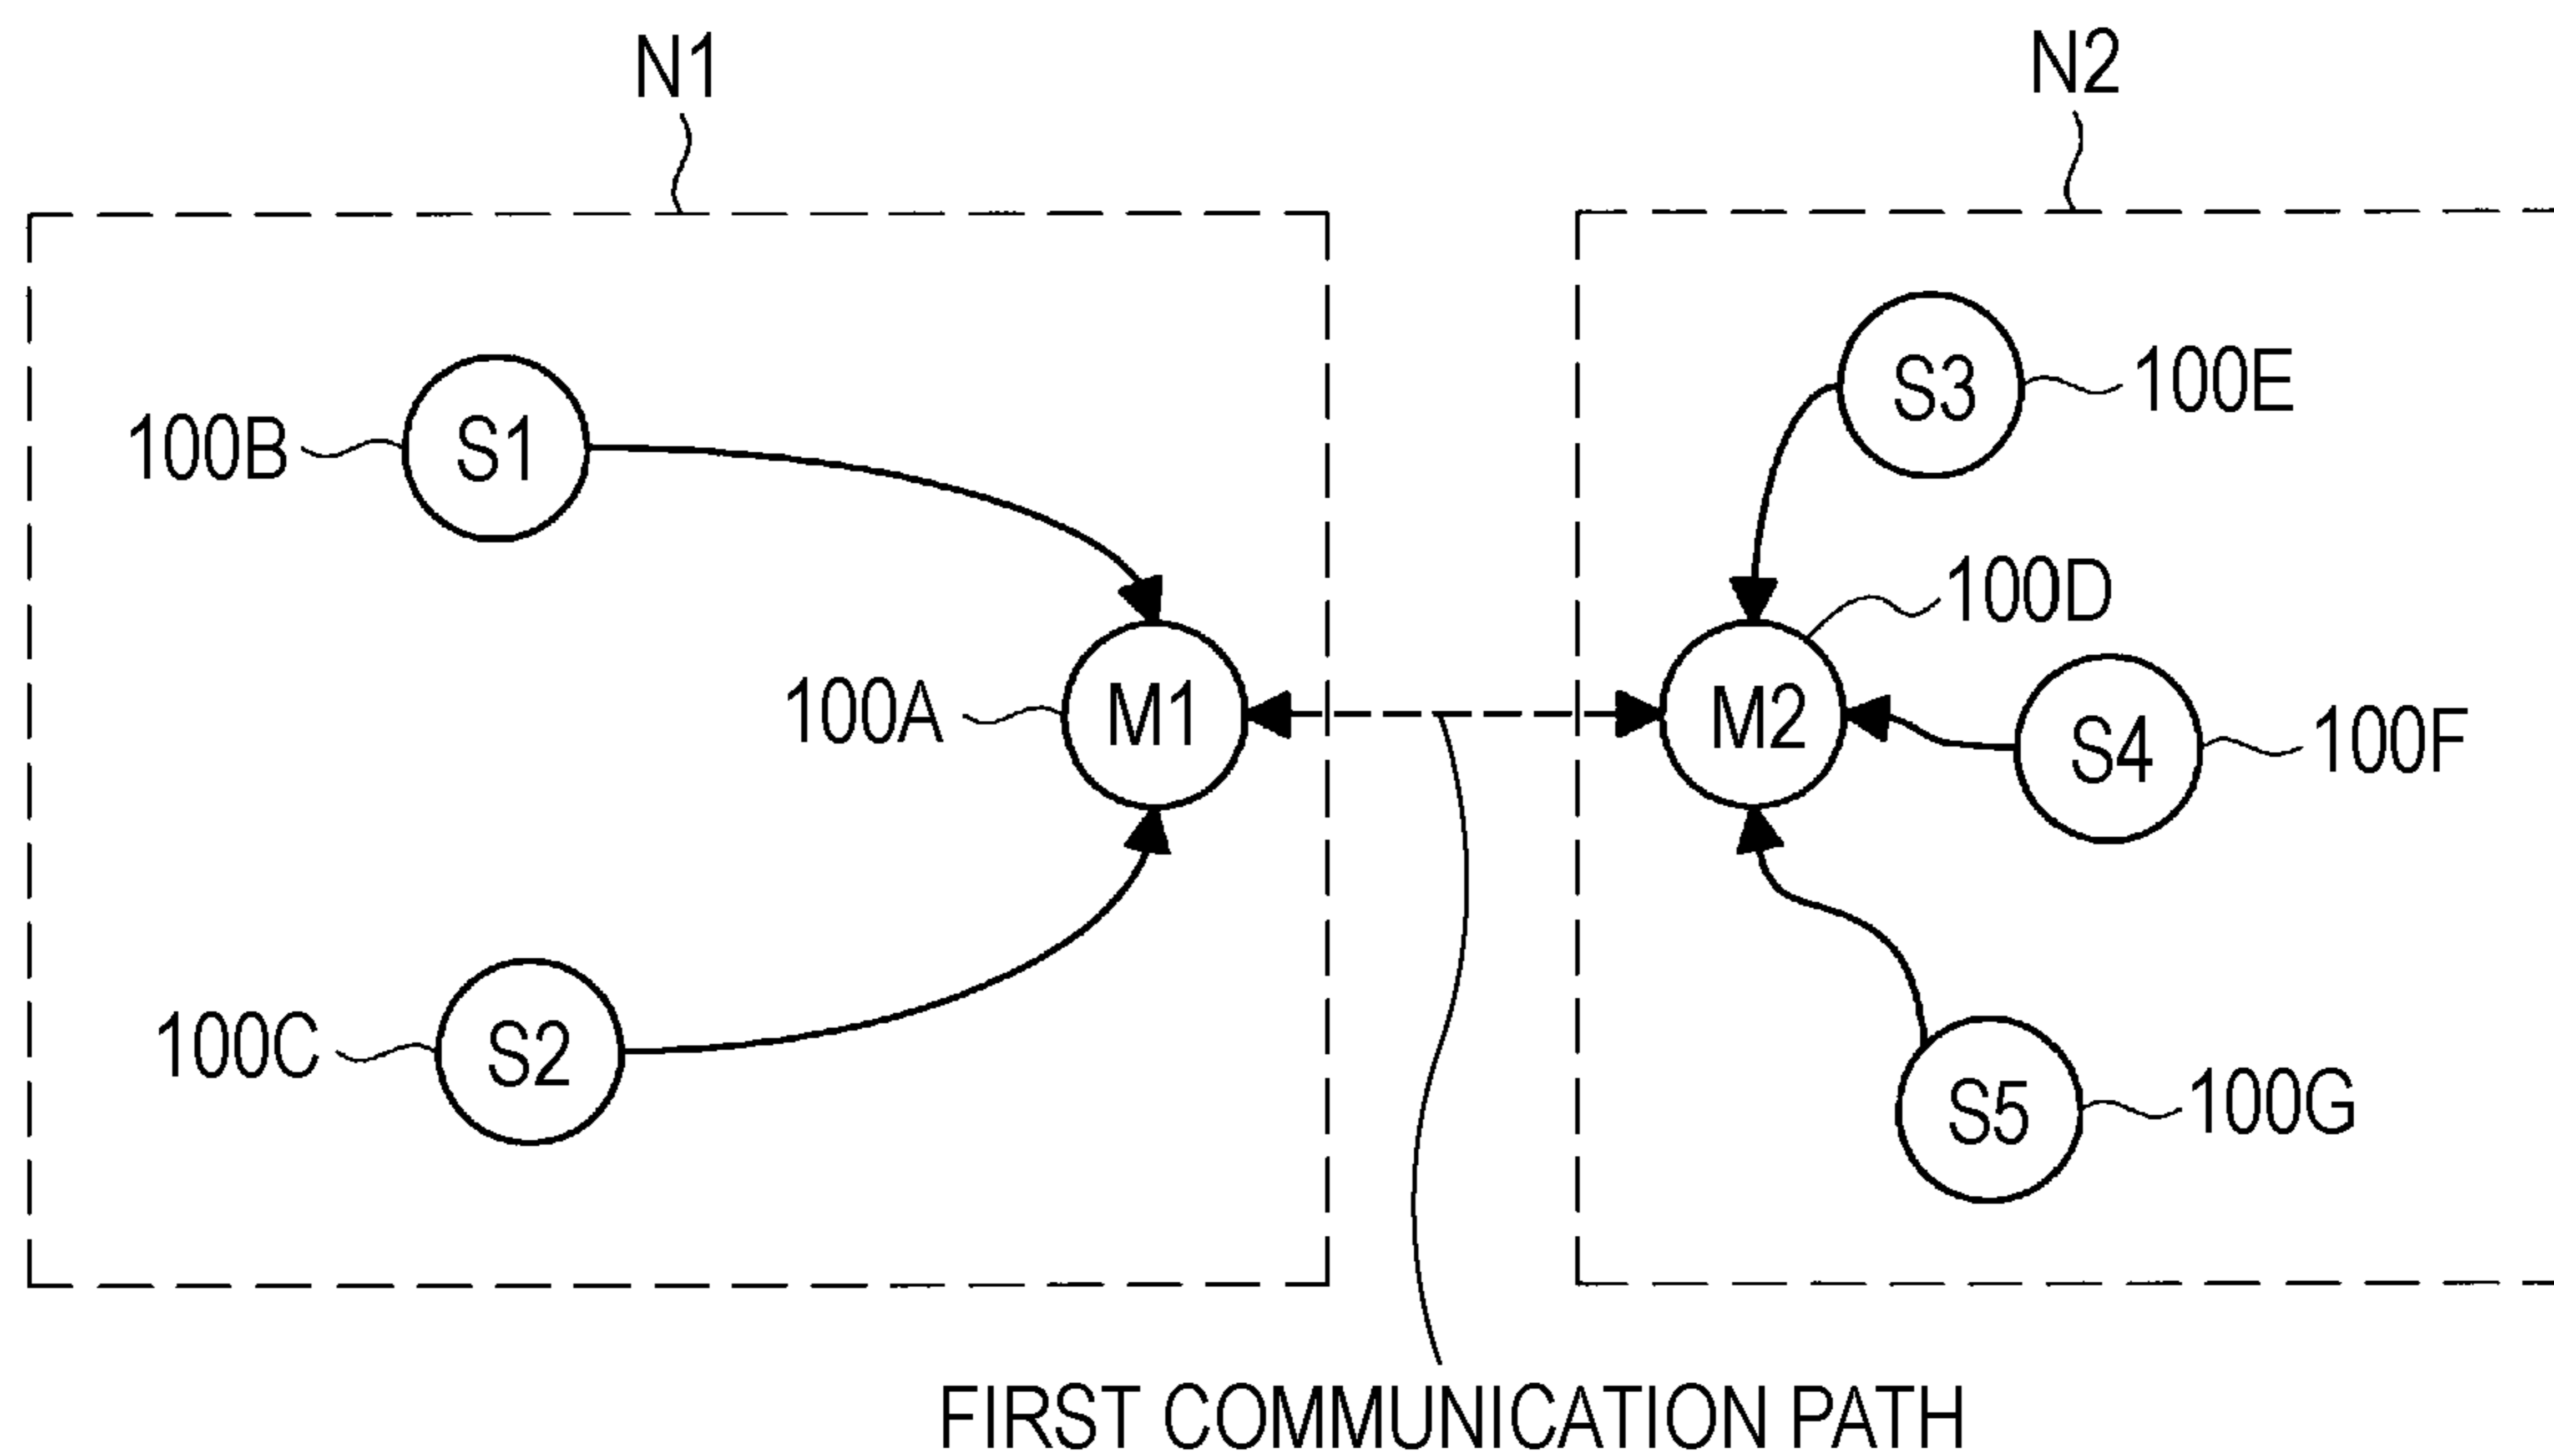 N1
N2
S1
100B
S3
100E
100D
100A
M1
M2
S4
100F
100C
S2
S5
100G
FIRST COMMUNICATION PATH